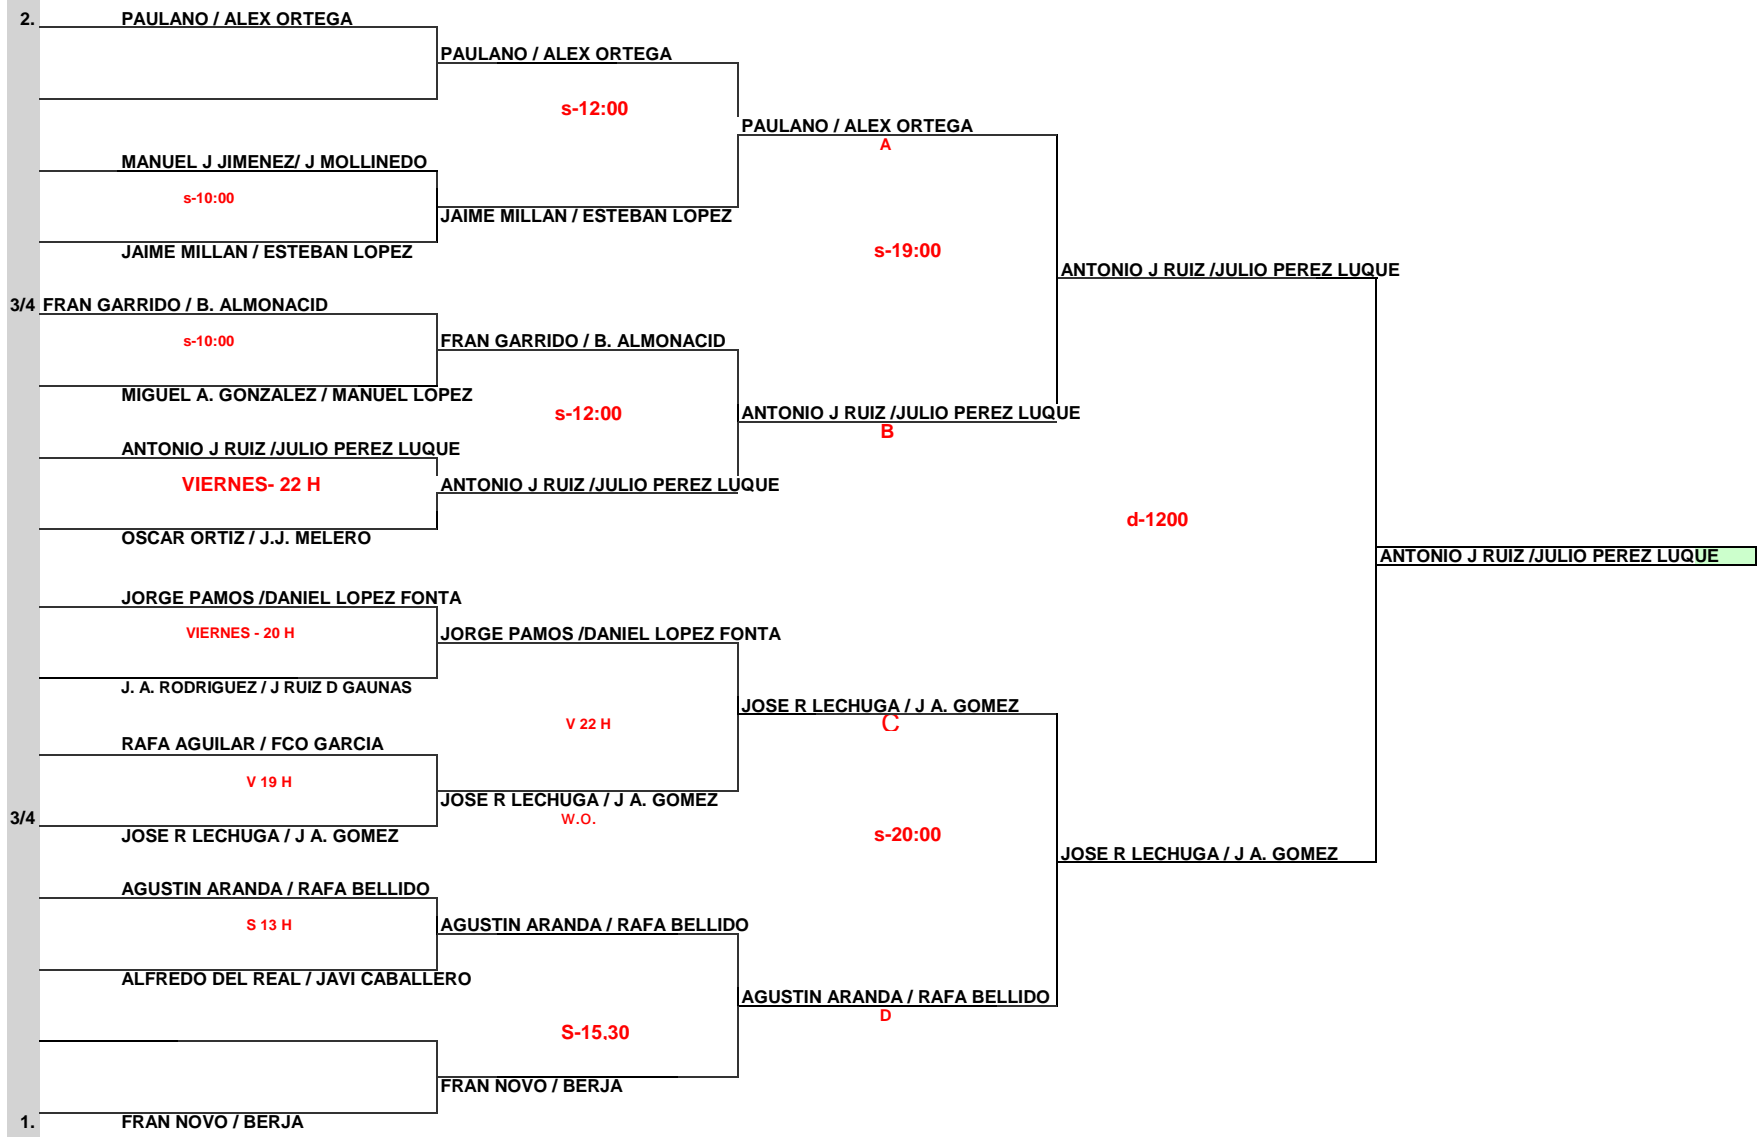 2. PAULANO / ALEX ORTEGA
PAULANO / ALEX ORTEGA
s-12:00
PAULANO / ALEX ORTEGA
A
MANUEL J JIMENEZ/ J MOLLINEDO
s-10:00
JAIME MILLAN / ESTEBAN LOPEZ
JAIME MILLAN / ESTEBAN LOPEZ
s-19:00
ANTONIO J RUIZ /JULIO PEREZ LUQUE
3/4 FRAN GARRIDO / B. ALMONACID
s-10:00
FRAN GARRIDO / B. ALMONACID
MIGUEL A. GONZALEZ / MANUEL LOPEZ
s-12:00
ANTONIO J RUIZ /JULIO PEREZ LUQUE
B
ANTONIO J RUIZ /JULIO PEREZ LUQUE
VIERNES- 22 H
ANTONIO J RUIZ /JULIO PEREZ LUQUE
OSCAR ORTIZ / J.J. MELERO
d-1200
ANTONIO J RUIZ /JULIO PEREZ LUQUE
JORGE PAMOS /DANIEL LOPEZ FONTA
VIERNES - 20 H
JORGE PAMOS /DANIEL LOPEZ FONTA
J. A. RODRIGUEZ / J RUIZ D GAUNAS
JOSE R LECHUGA / J A. GOMEZ
C
V 22 H
RAFA AGUILAR / FCO GARCIA
V 19 H
JOSE R LECHUGA / J A. GOMEZ
W.O.
3/4
JOSE R LECHUGA / J A. GOMEZ
s-20:00
JOSE R LECHUGA / J A. GOMEZ
AGUSTIN ARANDA / RAFA BELLIDO
S 13 H
AGUSTIN ARANDA / RAFA BELLIDO
ALFREDO DEL REAL / JAVI CABALLERO
AGUSTIN ARANDA / RAFA BELLIDO
D
S-15,30
FRAN NOVO / BERJA
1. FRAN NOVO / BERJA